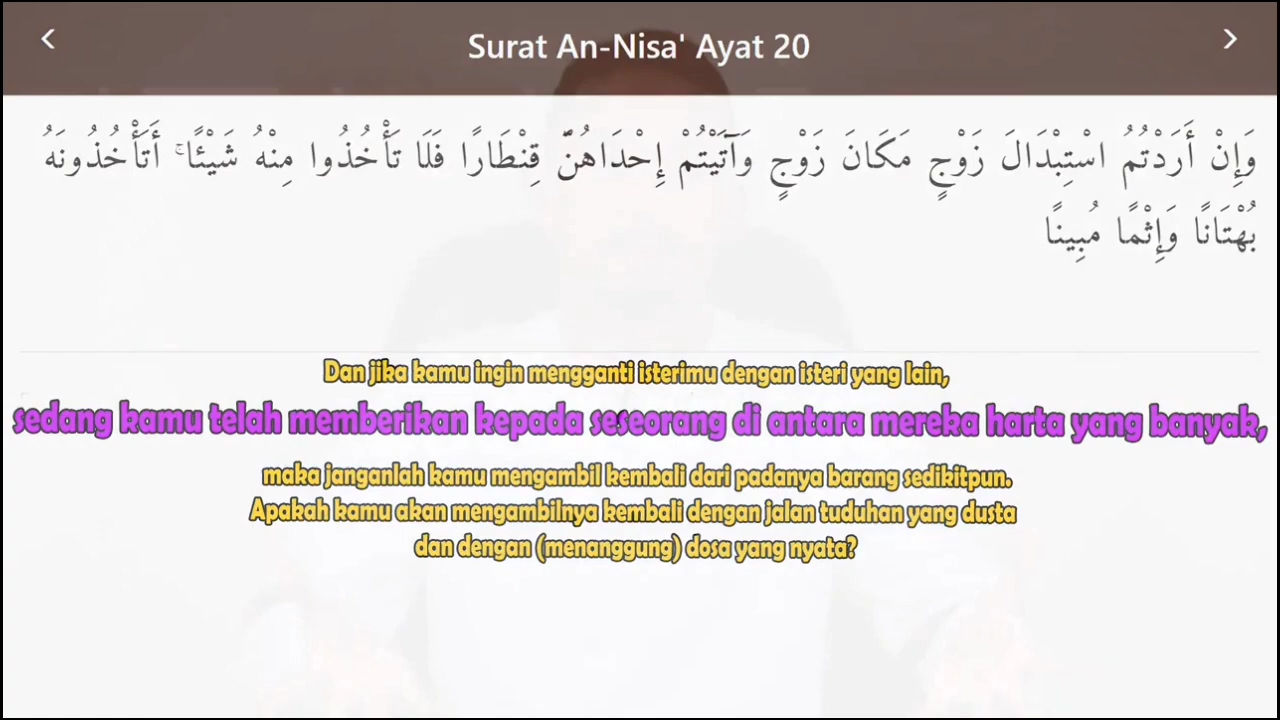 Surat An-Nisa' Ayat 20
وَإِنْ أَرَدْتُمُ اسْتِبْدَالَ زَوْجٍ مَكَانَ زَوْجٍ وَآتَيْتُمْ إِحْدَاهُنَّ قِنْطَارًا فَلَا تَأْخُذُوا مِنْهُ شَيْئًا ۚ أَتَأْخُذُونَهُ
بُهْتَانًا وَإِثْمًا مُبِينًا
Dan jika kamu ingin mengganti isterimu dengan isteri yang lain,
sedang kamu telah memberikan kepada seseorang di antara mereka harta yang banyak,
maka janganlah kamu mengambil kembali dari padanya barang sedikitpun.
Apakah kamu akan mengambilnya kembali dengan jalan tuduhan yang dusta
dan dengan (menanggung) dosa yang nyata?